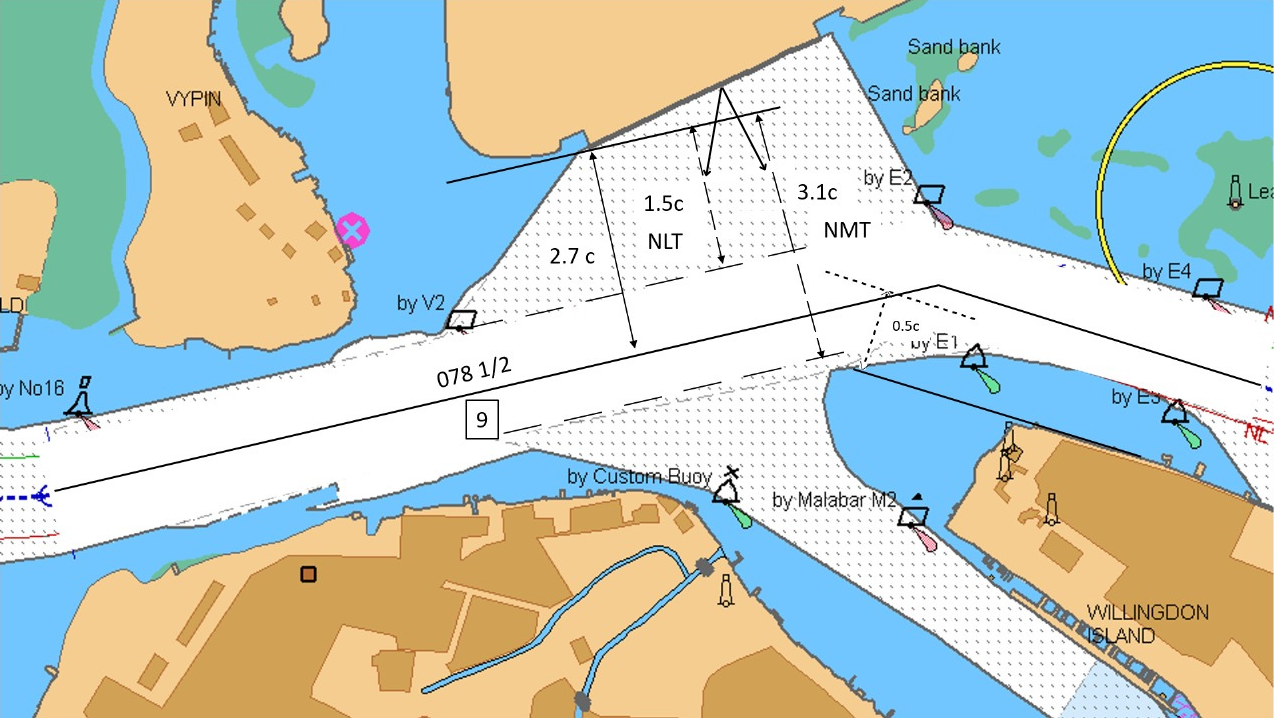 Sand bank
VYPIN
Sand bank
by E2
1.5c
3.1c
NLT
NMT
2.7 c
by E4
by V2
0.5c
by E1
078 1/2
by No16
by E3
9
NL
by Custom Buoy
by Malabar M2
WILLINGDON
ISLAND